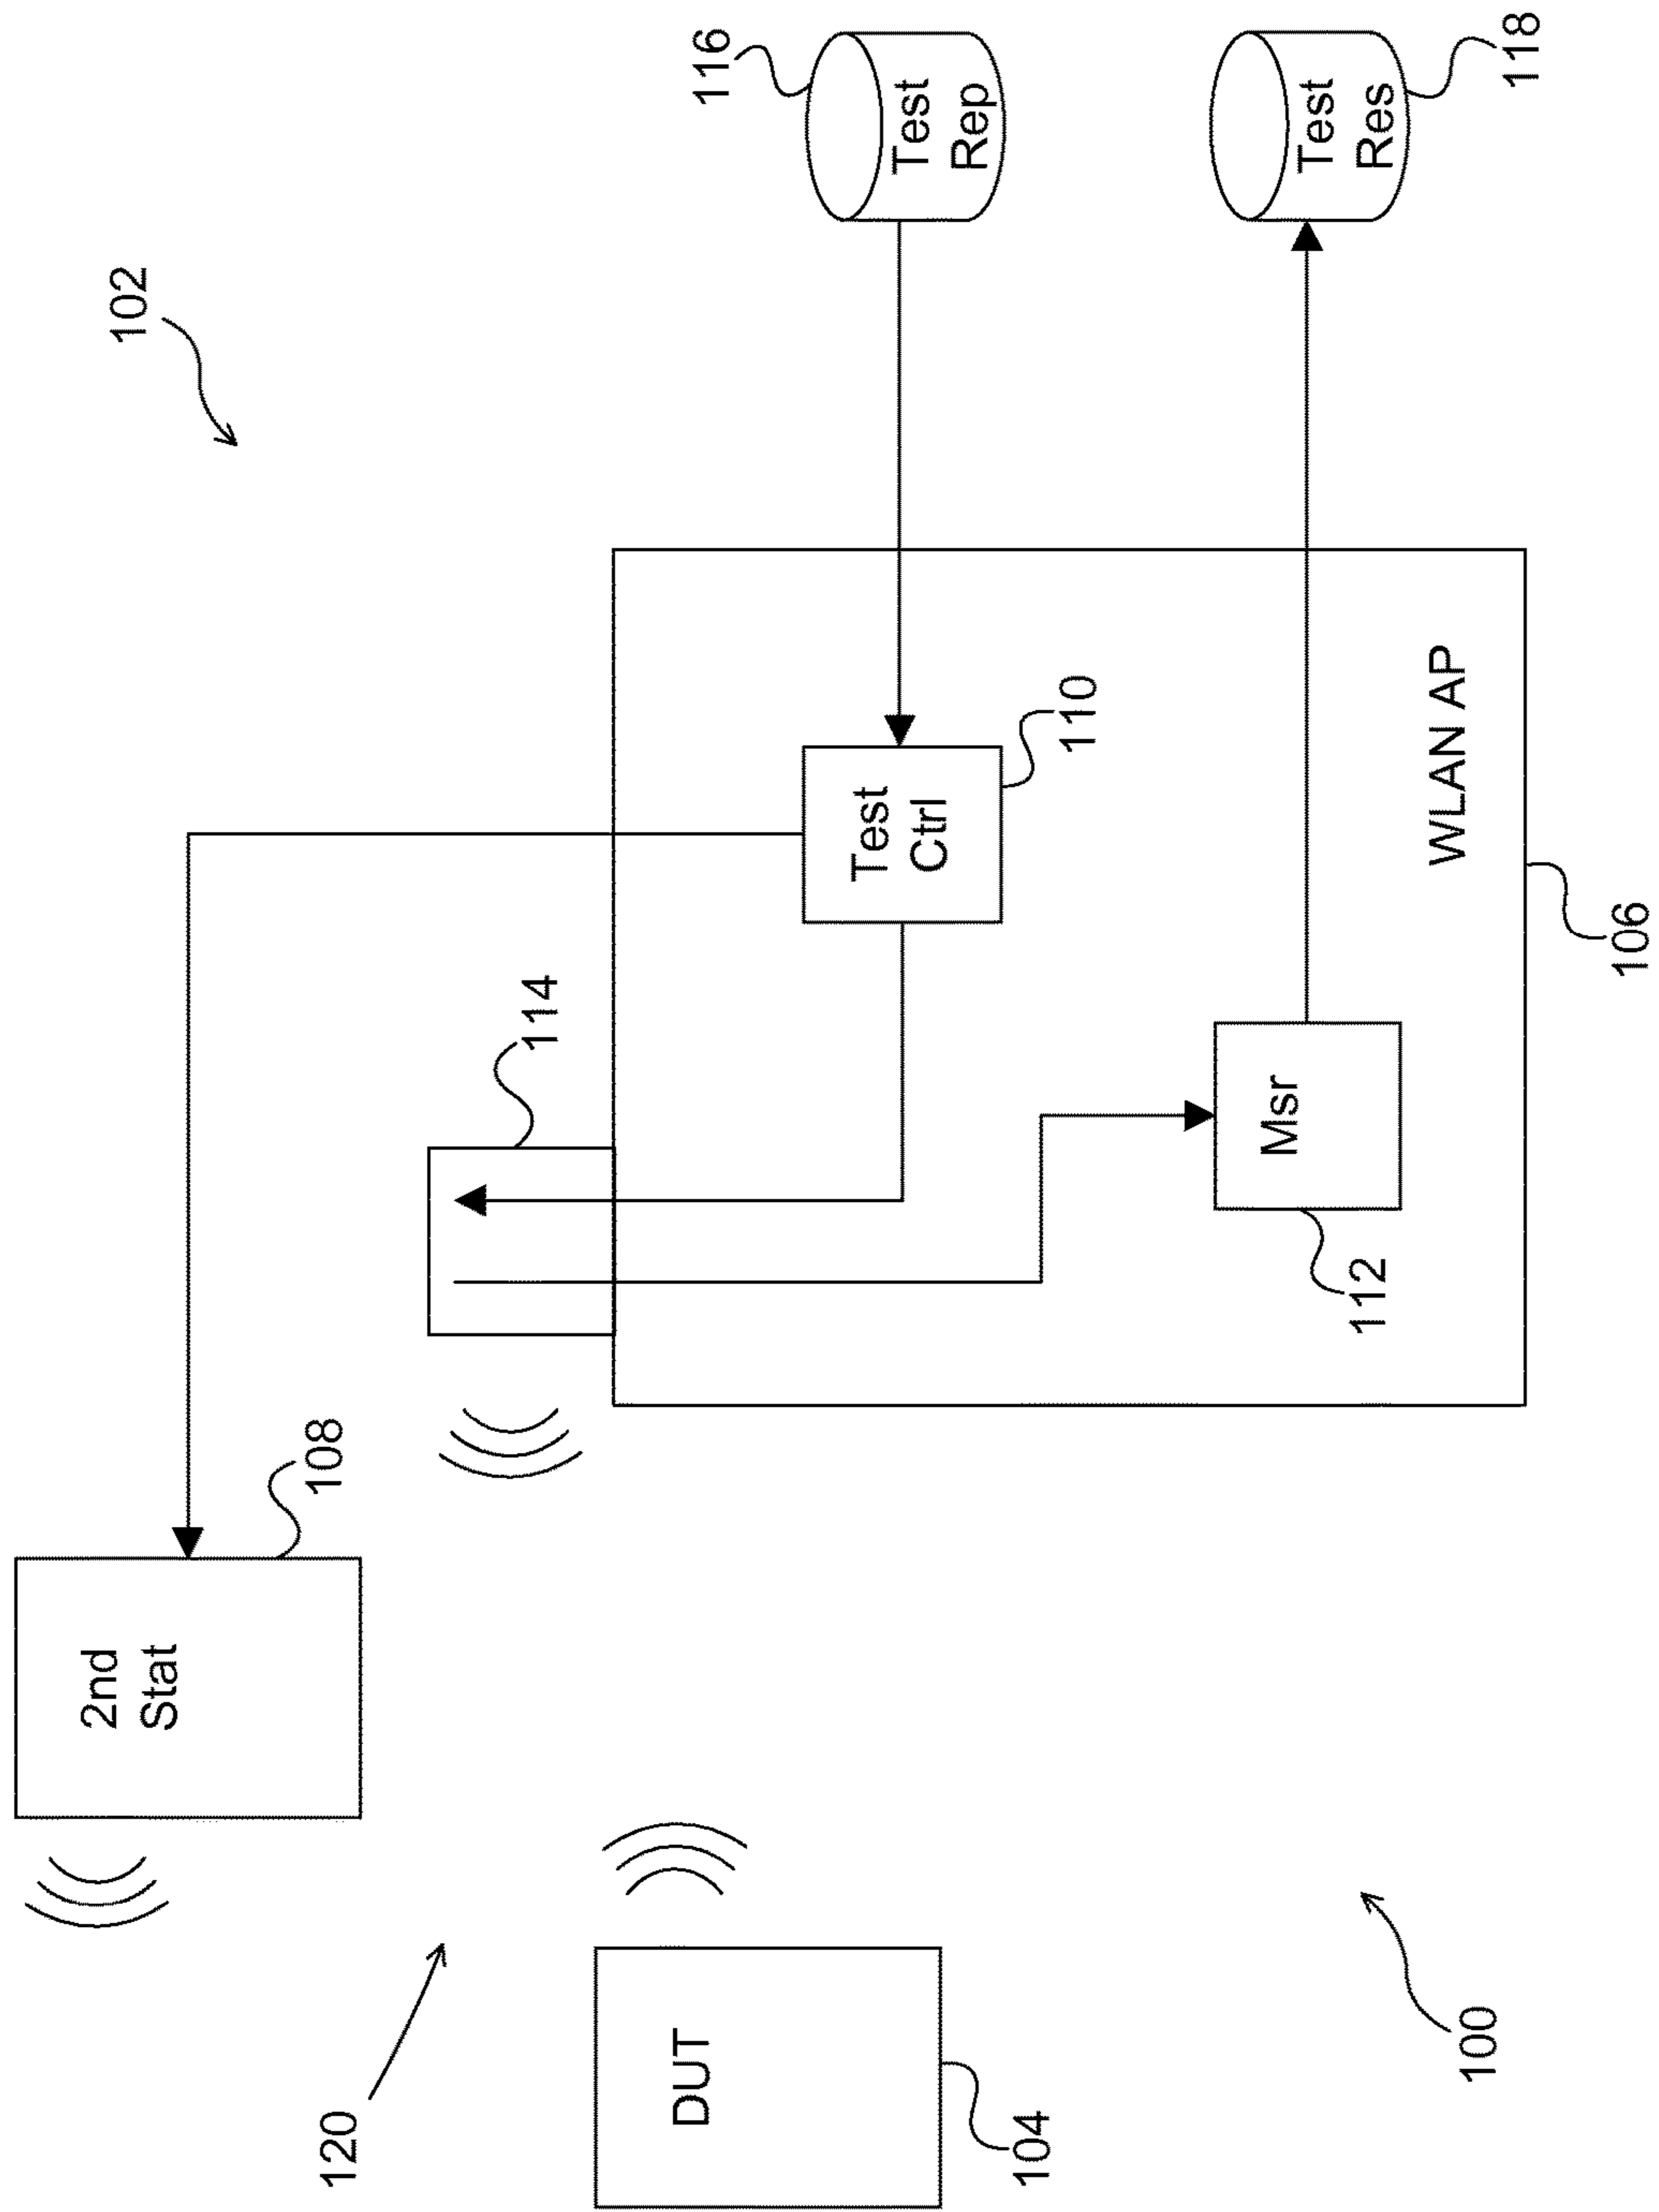 2nd
Stat
102
108
120
114
DUT
116
Test
Ctrl
Test
Rep
104
110
Msr
Test
Res
112
WLAN AP
100
118
106